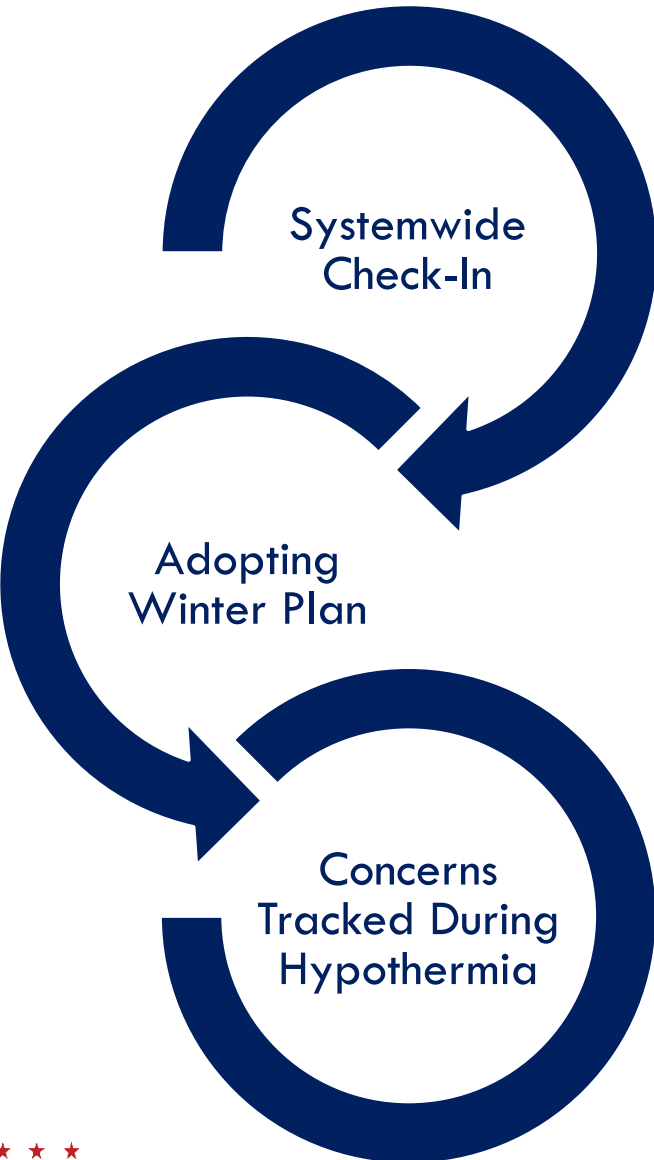 Systemwide
Check-In
Adopting
Winter Plan
Concerns
Tracked During
Hypothermia